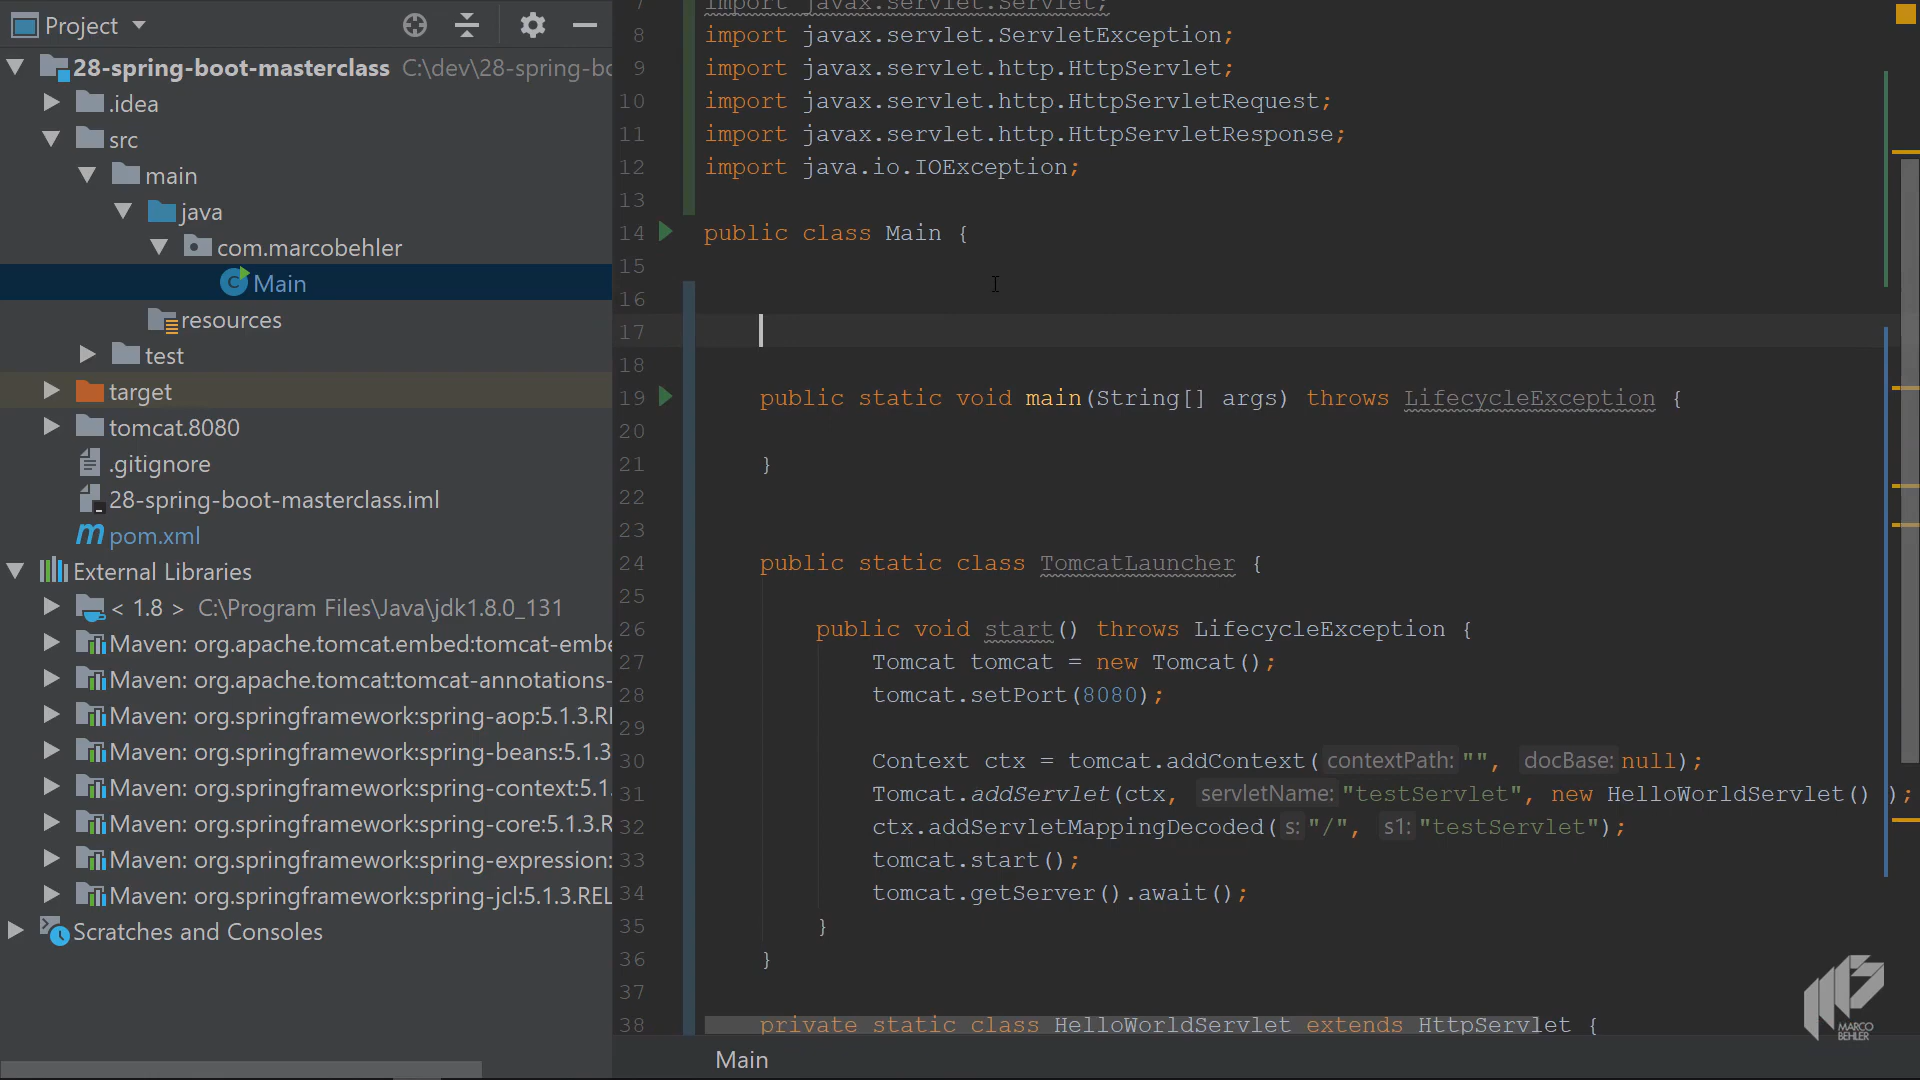 Project
28-spring-boot-masterclass C:\dev\28-spring-bo
.idea
src
main
java
com.marcobehler
Main
resources
test
target
tomcat.8080
.gitignore
28-spring-boot-masterclass.iml
pom.xml
External Libraries
< 1.8 > C:\Program Files\Java\jdk1.8.0_131
Maven: org.apache.tomcat.embed:tomcat-embe
Maven: org.apache.tomcat:tomcat-annotations-
Maven: org.springframework:spring-aop:5.1.3.RE
Maven: org.springframework:spring-beans:5.1.3
Maven: org.springframework:spring-context:5.1.
Maven: org.springframework:spring-core:5.1.3.R
Maven: org.springframework:spring-expression:
Maven: org.springframework:spring-jcl:5.1.3.REL
Scratches and Consoles
7 import javax.servlet.Servlet;
8 import javax.servlet.ServletException;
9 import javax.servlet.http.HttpServlet;
10 import javax.servlet.http.HttpServletRequest;
11 import javax.servlet.http.HttpServletResponse;
12 import java.io.IOException;
13
14 public class Main {
15
16
17
18
19 public static void main(String[] args) throws LifecycleException {
20
21 }
22
23
24 public static class TomcatLauncher {
25
26 public void start() throws LifecycleException {
27 Tomcat tomcat = new Tomcat();
28 tomcat.setPort(8080);
29
30 Context ctx = tomcat.addContext( contextPath: "", docBase: null);
31 Tomcat.addServlet(ctx, servletName: "testServlet", new HelloWorldServlet() );
32 ctx.addServletMappingDecoded( s: "/", s1: "testServlet");
33 tomcat.start();
34 tomcat.getServer().await();
35 }
36 }
37
38 private static class HelloWorldServlet extends HttpServlet {
Main
MARCO
BEHLER